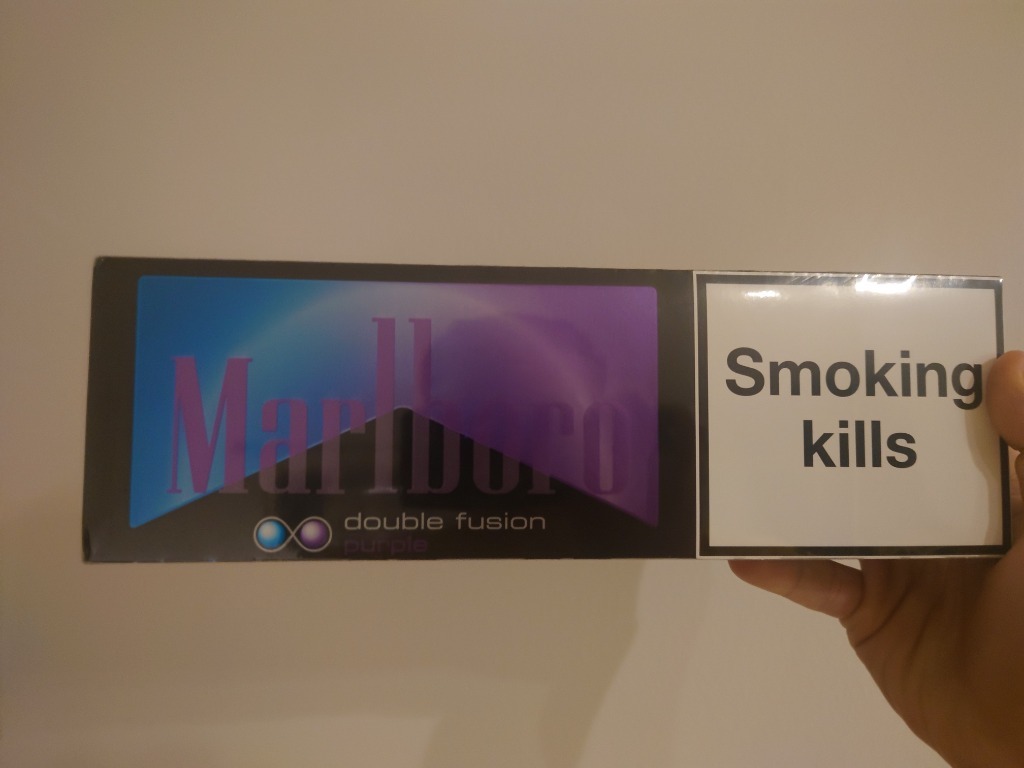 Marlboro
double fusion
purple
Smoking
kills